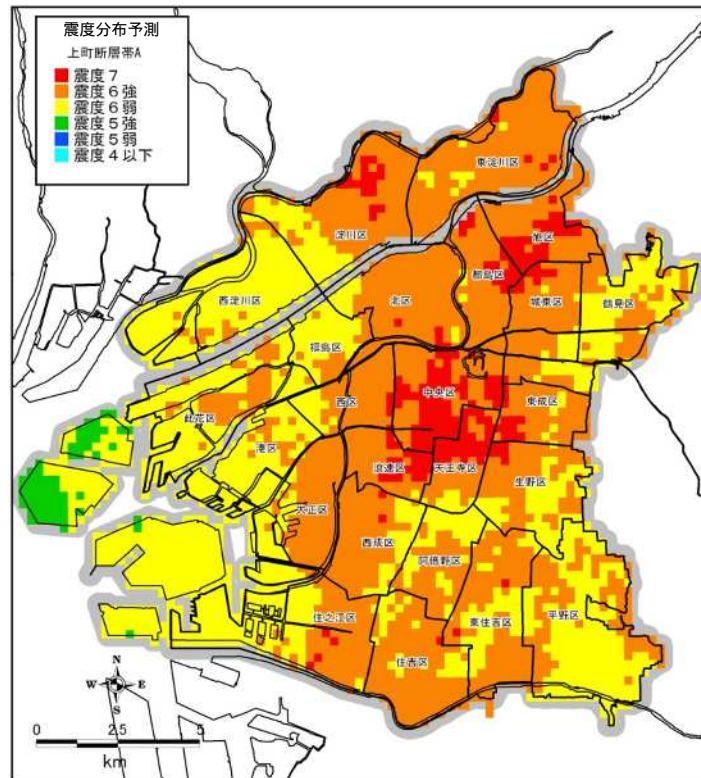 震度分布予測
上町断層帯A
震度７
震度６強
震度６弱
震度５強
震度５弱
震度４以下
東淀川区
淀川区
旭区
都島区
西淀川区
北区
城東区
鶴見区
福島区
中央区
東成区
西区
此花区
港区
浪速区
天王寺区
生野区
大正区
西成区
阿倍野区
平野区
住之江区
東住吉区
住吉区
N
W
E
S
0
2.5
5
km